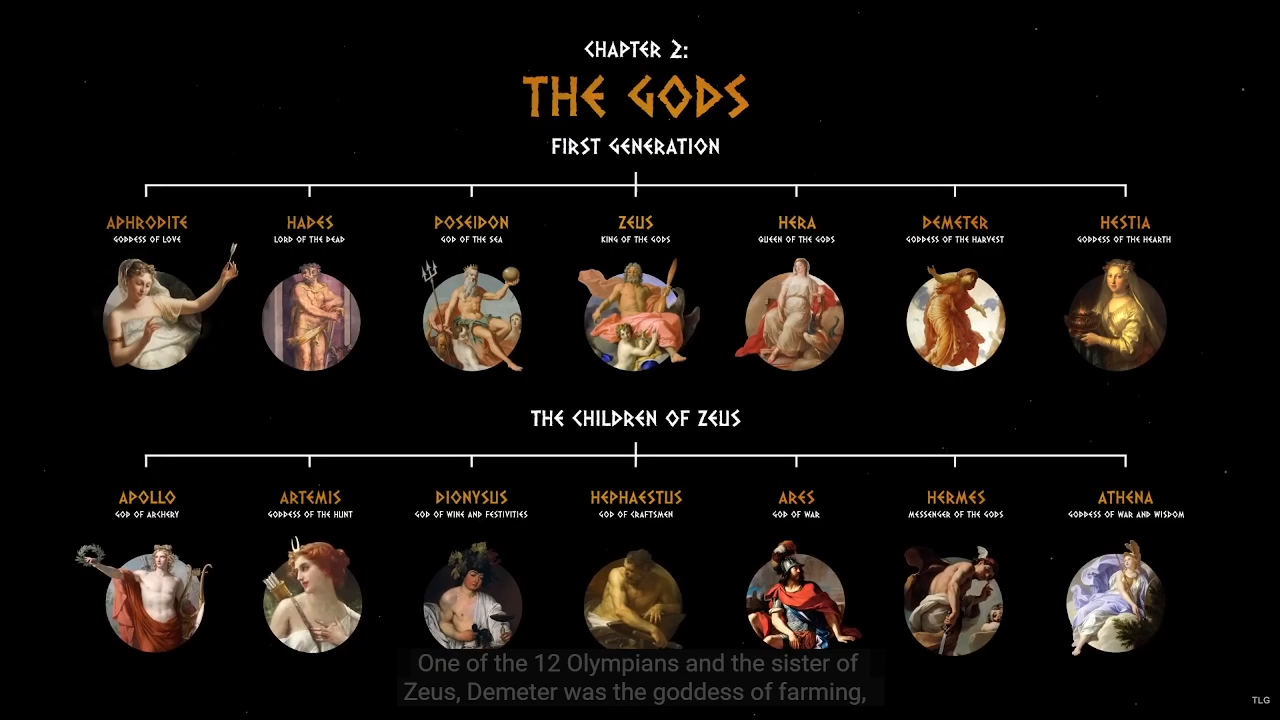 CHAPTER 2:
THE GODS
FIRST GENERATION
APHRODITE
GODDESS OF LOVE
HADES
LORD OF THE DEAD
POSEIDON
GOD OF THE SEA
ZEUS
KING OF THE GODS
HERA
QUEEN OF THE GODS
DEMETER
GODDESS OF THE HARVEST
HESTIA
GODDESS OF THE HEARTH
THE CHILDREN OF ZEUS
APOLLO
GOD OF ARCHERY
ARTEMIS
GODDESS OF THE HUNT
DIONYSUS
GOD OF WINE AND FESTIVITIES
HEPHAESTUS
GOD OF CRAFTSMEN
ARES
GOD OF WAR
HERMES
MESSENGER OF THE GODS
ATHENA
GODDESS OF WAR AND WISDOM
One of the 12 Olympians and the sister of
Zeus, Demeter was the goddess of farming,
TLG